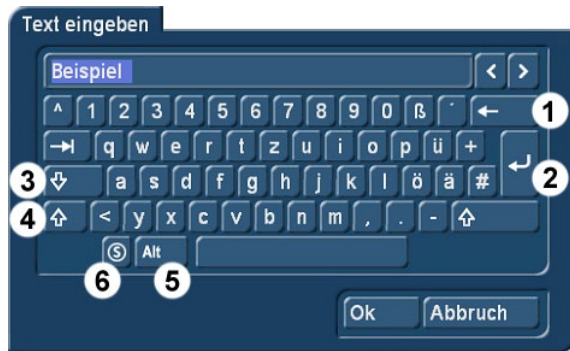 Text eingeben
Beispiel < >
^ 1 2 3 4 5 6 7 8 9 0 ß ´ ← 1
q w e r t z u i o p ü + 2
3 a s d f g h j k l ö ä #
4 < y x c v b n m , . -
S Alt
6 5
Ok Abbruch